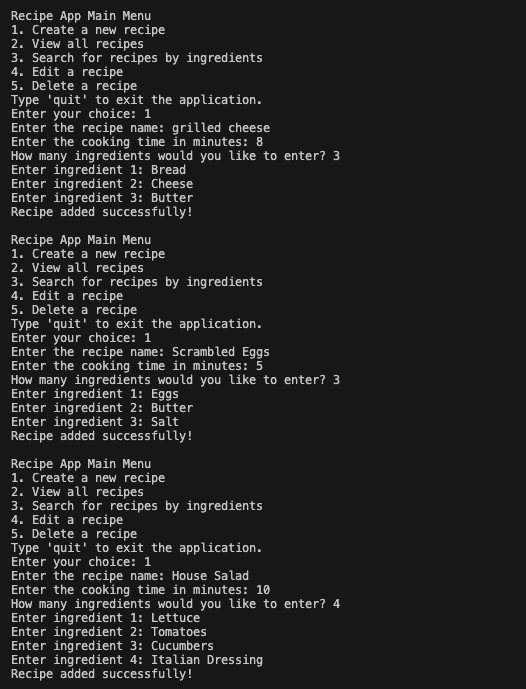 Recipe App Main Menu
1. Create a new recipe
2. View all recipes
3. Search for recipes by ingredients
4. Edit a recipe
5. Delete a recipe
Type 'quit' to exit the application.
Enter your choice: 1
Enter the recipe name: grilled cheese
Enter the cooking time in minutes: 8
How many ingredients would you like to enter? 3
Enter ingredient 1: Bread
Enter ingredient 2: Cheese
Enter ingredient 3: Butter
Recipe added successfully!

Recipe App Main Menu
1. Create a new recipe
2. View all recipes
3. Search for recipes by ingredients
4. Edit a recipe
5. Delete a recipe
Type 'quit' to exit the application.
Enter your choice: 1
Enter the recipe name: Scrambled Eggs
Enter the cooking time in minutes: 5
How many ingredients would you like to enter? 3
Enter ingredient 1: Eggs
Enter ingredient 2: Butter
Enter ingredient 3: Salt
Recipe added successfully!

Recipe App Main Menu
1. Create a new recipe
2. View all recipes
3. Search for recipes by ingredients
4. Edit a recipe
5. Delete a recipe
Type 'quit' to exit the application.
Enter your choice: 1
Enter the recipe name: House Salad
Enter the cooking time in minutes: 10
How many ingredients would you like to enter? 4
Enter ingredient 1: Lettuce
Enter ingredient 2: Tomatoes
Enter ingredient 3: Cucumbers
Enter ingredient 4: Italian Dressing
Recipe added successfully!